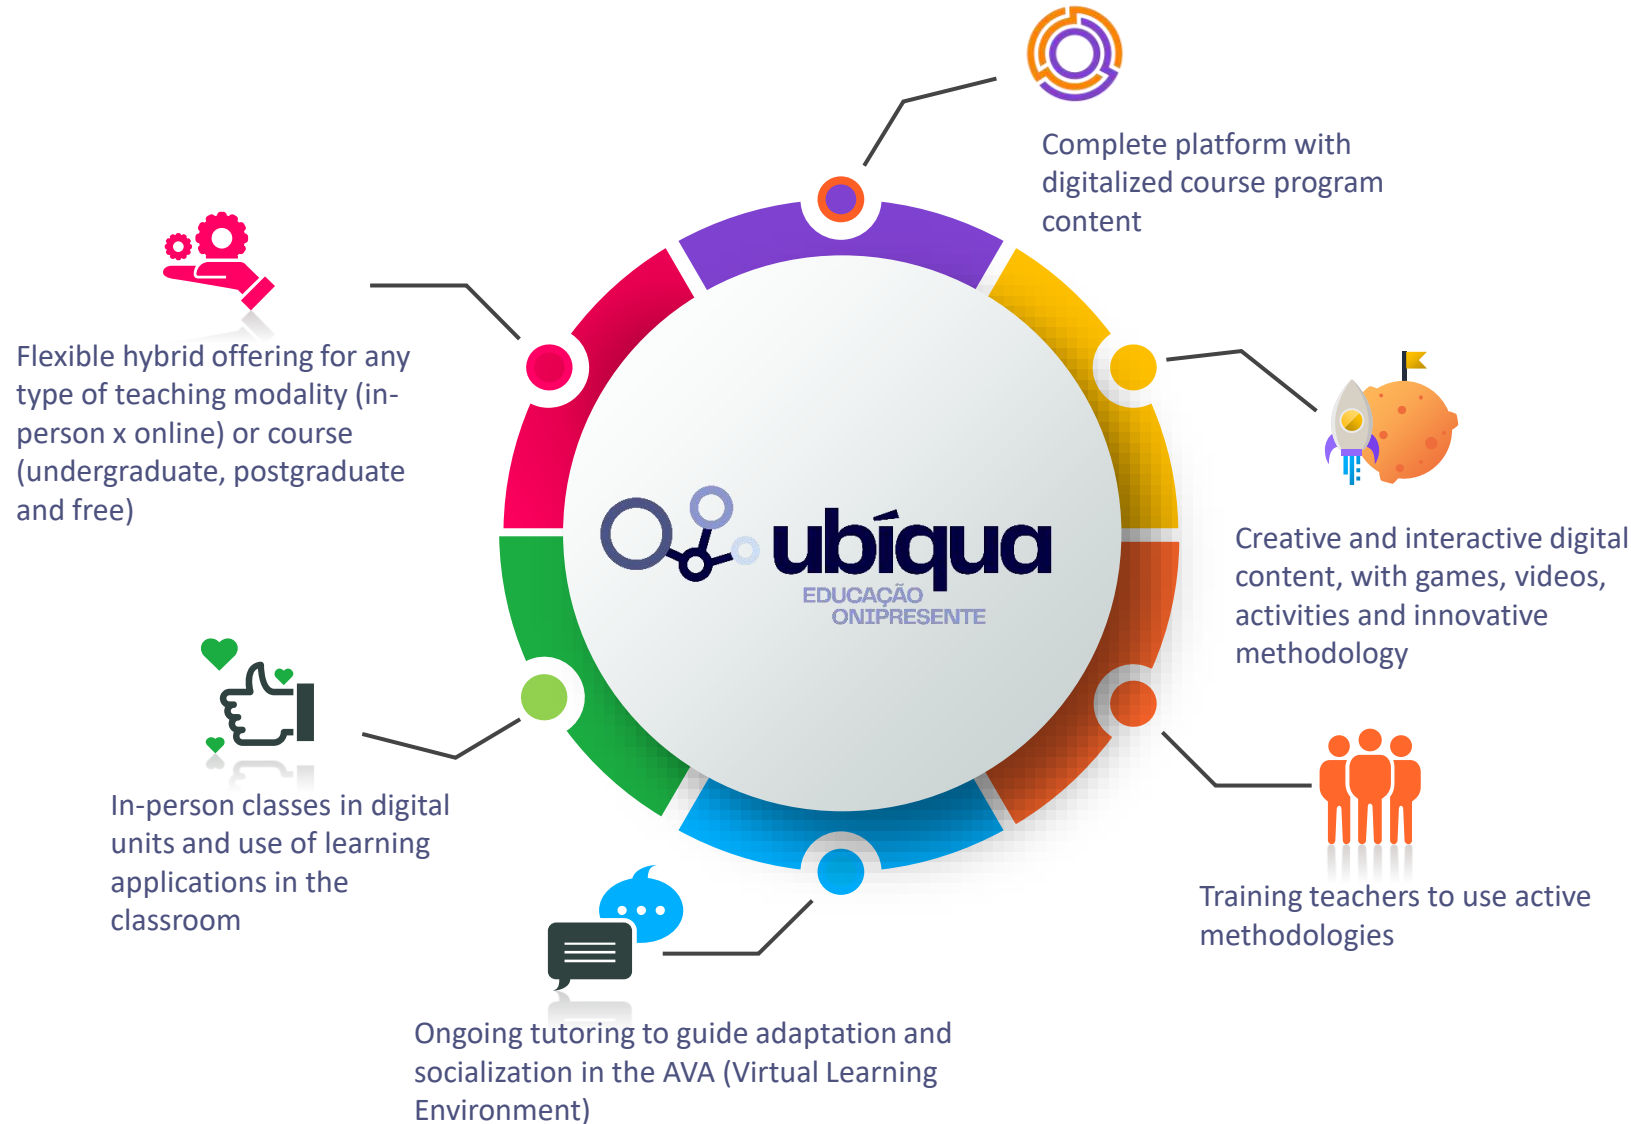 Complete platform with
digitalized course program
content
Flexible hybrid offering for any
type of teaching modality (in-
person x online) or course
(undergraduate, postgraduate
and free)
ubíqua
EDUCAÇÃO
ONIPRESENTE
Creative and interactive digital
content, with games, videos,
activities and innovative
methodology
In-person classes in digital
units and use of learning
applications in the
classroom
Training teachers to use active
methodologies
Ongoing tutoring to guide adaptation and
socialization in the AVA (Virtual Learning
Environment)